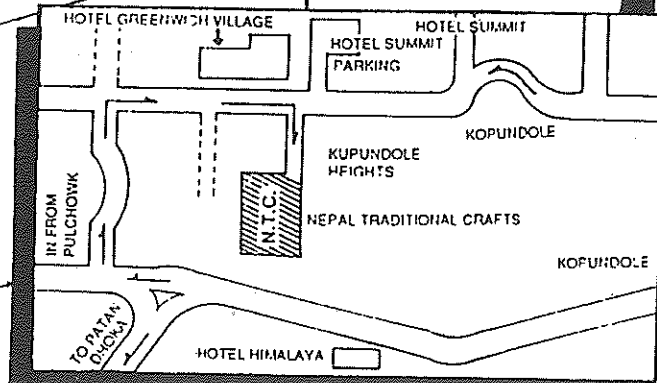 HOTEL GREENWICH VILLAGE
HOTEL SUMMIT
HOTEL SUMMIT
PARKING
KOPUNDOLE
KUPUNDOLE
HEIGHTS
IN FROM
PULCHOWK
N.T.C.
NEPAL TRADITIONAL CRAFTS
KOPUNDOLE
TO PATAN
DHOKA
HOTEL HIMALAYA